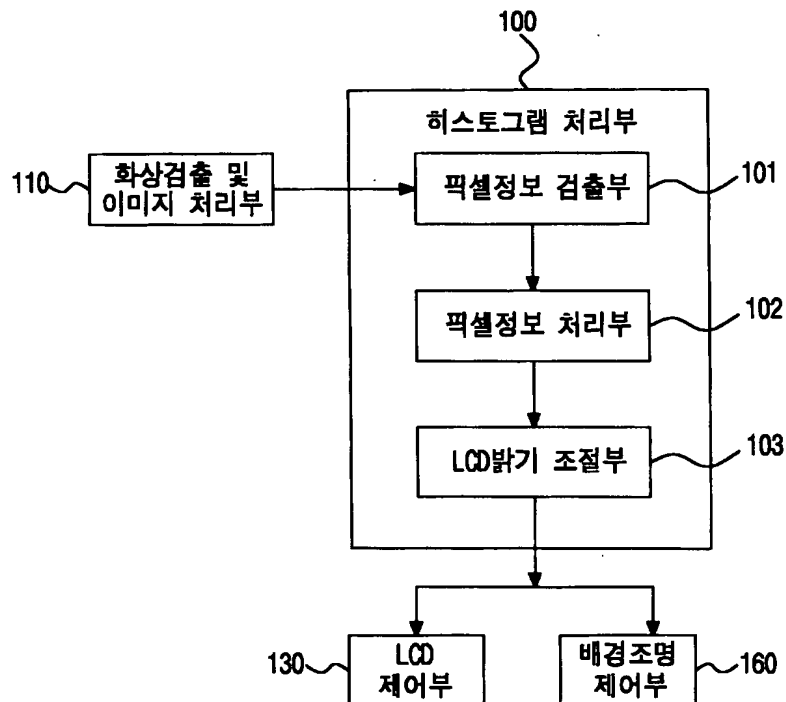 100
히스토그램 처리부
110
화상검출 및
이미지 처리부
픽셀정보 검출부
101
픽셀정보 처리부
102
LCD밝기 조절부
103
130
LCD
제어부
배경조명
제어부
160